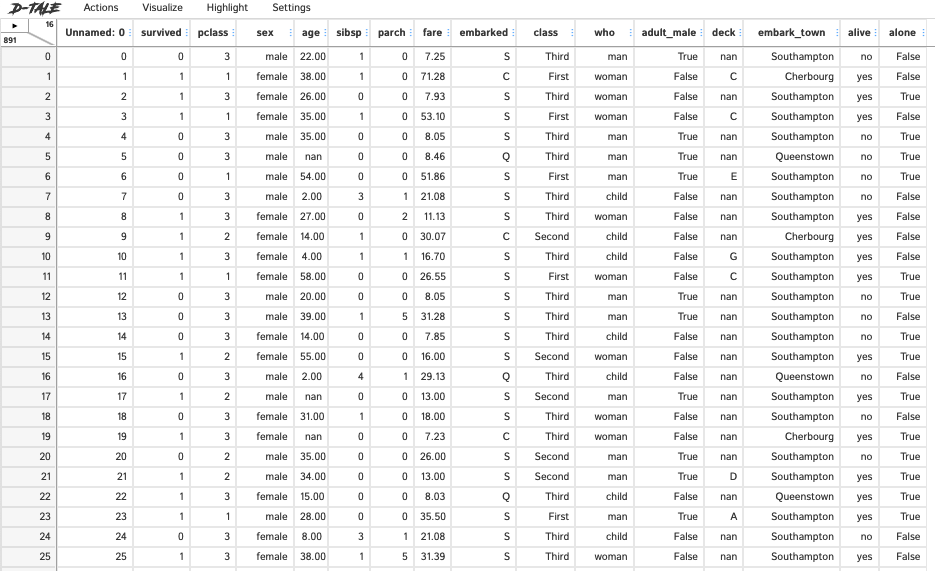 D-TALE Actions Visualize Highlight Settings
▶ 16
891 Unnamed: 0 survived pclass sex age sibsp parch fare embarked class who adult_male deck embark_town alive alone
0 0 0 3 male 22.00 1 0 7.25 S Third man True nan Southampton no False
1 1 1 1 female 38.00 1 0 71.28 C First woman False C Cherbourg yes False
2 2 1 3 female 26.00 0 0 7.93 S Third woman False nan Southampton yes True
3 3 1 1 female 35.00 1 0 53.10 S First woman False C Southampton yes False
4 4 0 3 male 35.00 0 0 8.05 S Third man True nan Southampton no True
5 5 0 3 male nan 0 0 8.46 Q Third man True nan Queenstown no True
6 6 0 1 male 54.00 0 0 51.86 S First man True E Southampton no True
7 7 0 3 male 2.00 3 1 21.08 S Third child False nan Southampton no False
8 8 1 3 female 27.00 0 2 11.13 S Third woman False nan Southampton yes False
9 9 1 2 female 14.00 1 0 30.07 C Second child False nan Cherbourg yes False
10 10 1 3 female 4.00 1 1 16.70 S Third child False G Southampton yes False
11 11 1 1 female 58.00 0 0 26.55 S First woman False C Southampton yes True
12 12 0 3 male 20.00 0 0 8.05 S Third man True nan Southampton no True
13 13 0 3 male 39.00 1 5 31.28 S Third man True nan Southampton no False
14 14 0 3 female 14.00 0 0 7.85 S Third child False nan Southampton no True
15 15 1 2 female 55.00 0 0 16.00 S Second woman False nan Southampton yes True
16 16 0 3 male 2.00 4 1 29.13 Q Third child False nan Queenstown no False
17 17 1 2 male nan 0 0 13.00 S Second man True nan Southampton yes True
18 18 0 3 female 31.00 1 0 18.00 S Third woman False nan Southampton no False
19 19 1 3 female nan 0 0 7.23 C Third woman False nan Cherbourg yes True
20 20 0 2 male 35.00 0 0 26.00 S Second man True nan Southampton no True
21 21 1 2 male 34.00 0 0 13.00 S Second man True D Southampton yes True
22 22 1 3 female 15.00 0 0 8.03 Q Third child False nan Queenstown yes True
23 23 1 1 male 28.00 0 0 35.50 S First man True A Southampton yes True
24 24 0 3 female 8.00 3 1 21.08 S Third child False nan Southampton no False
25 25 1 3 female 38.00 1 5 31.39 S Third woman False nan Southampton yes False